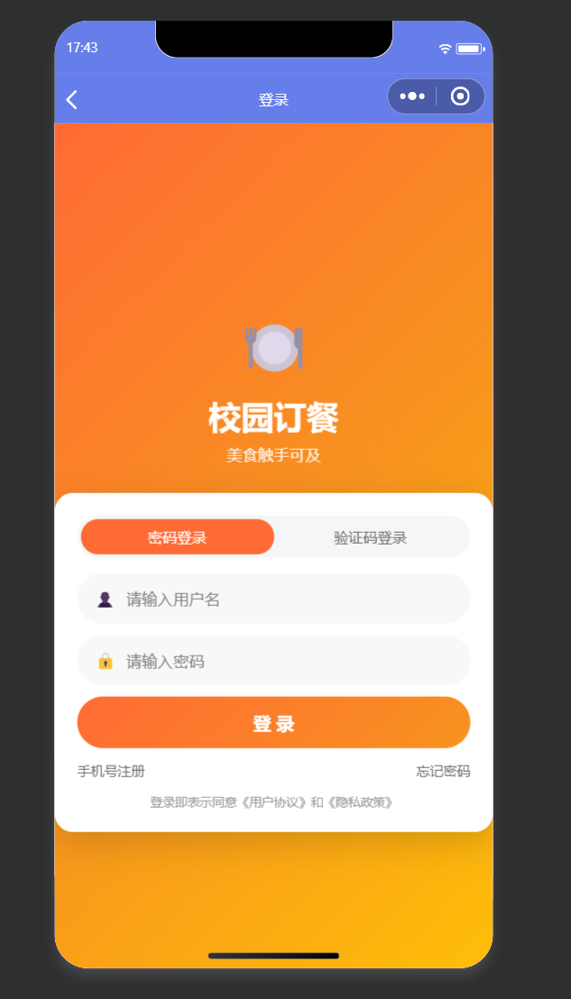 17:43
登录
校园订餐
美食触手可及
密码登录 验证码登录
请输入用户名
请输入密码
登 录
手机号注册 忘记密码
登录即表示同意《用户协议》和《隐私政策》